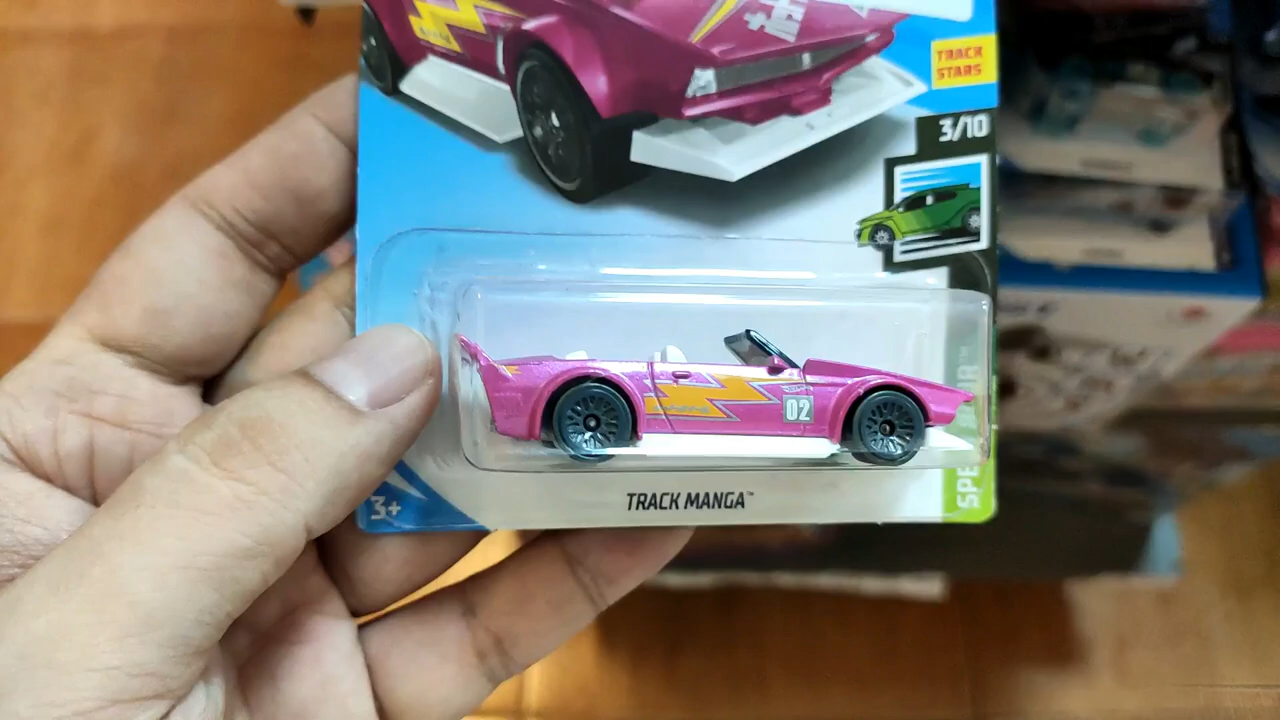 TRACK
STARS
3/10
02
3+
TRACK MANGA™